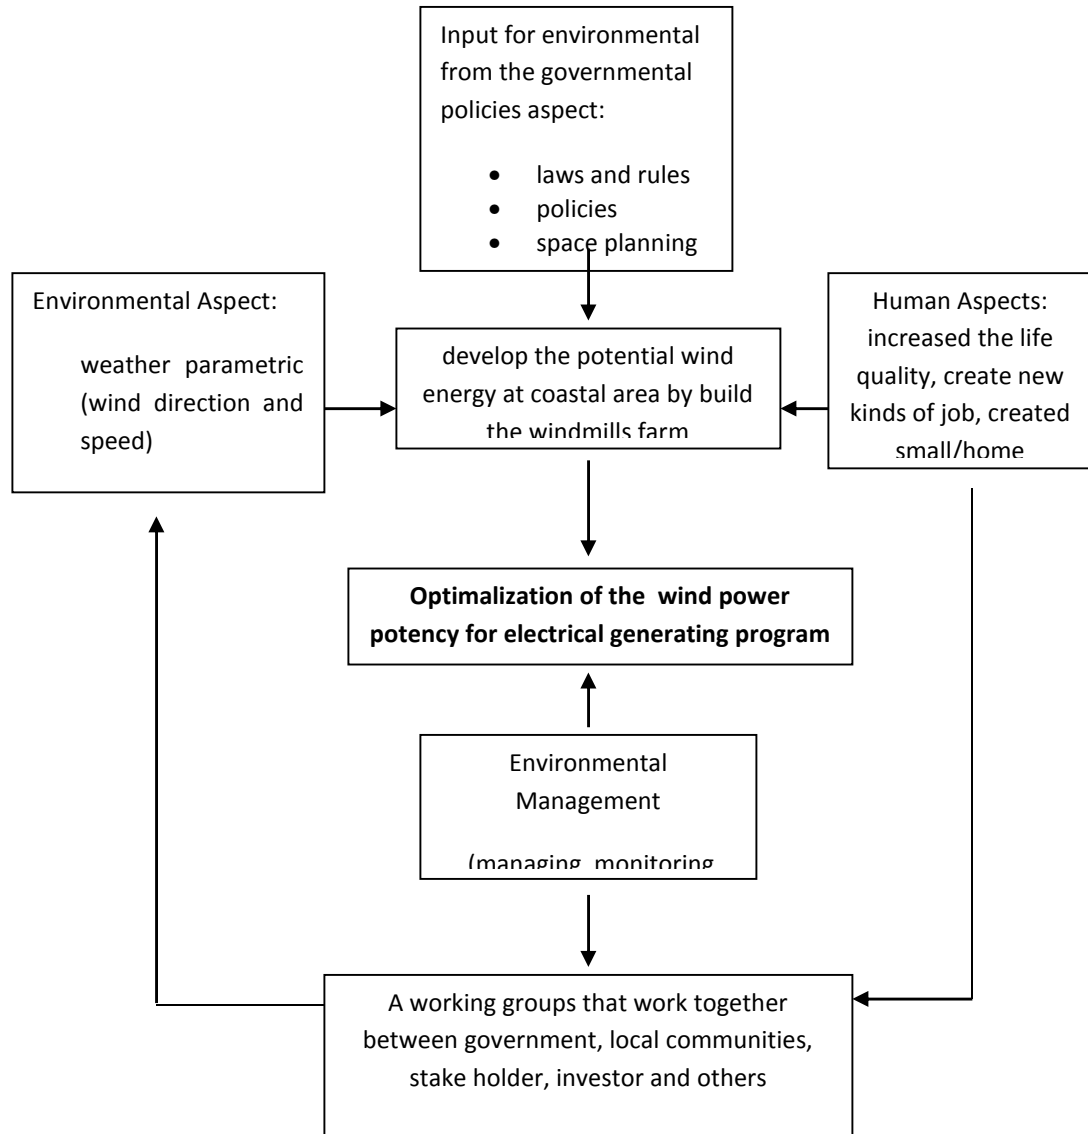 Input for environmental
from the governmental
policies aspect:
• laws and rules
• policies
• space planning
Environmental Aspect:
weather parametric
(wind direction and
speed)
develop the potential wind
energy at coastal area by build
the windmills farm
Human Aspects:
increased the life
quality, create new
kinds of job, created
small/home
Optimalization of the wind power
potency for electrical generating program
Environmental
Management
(managing, monitoring
A working groups that work together
between government, local communities,
stake holder, investor and others